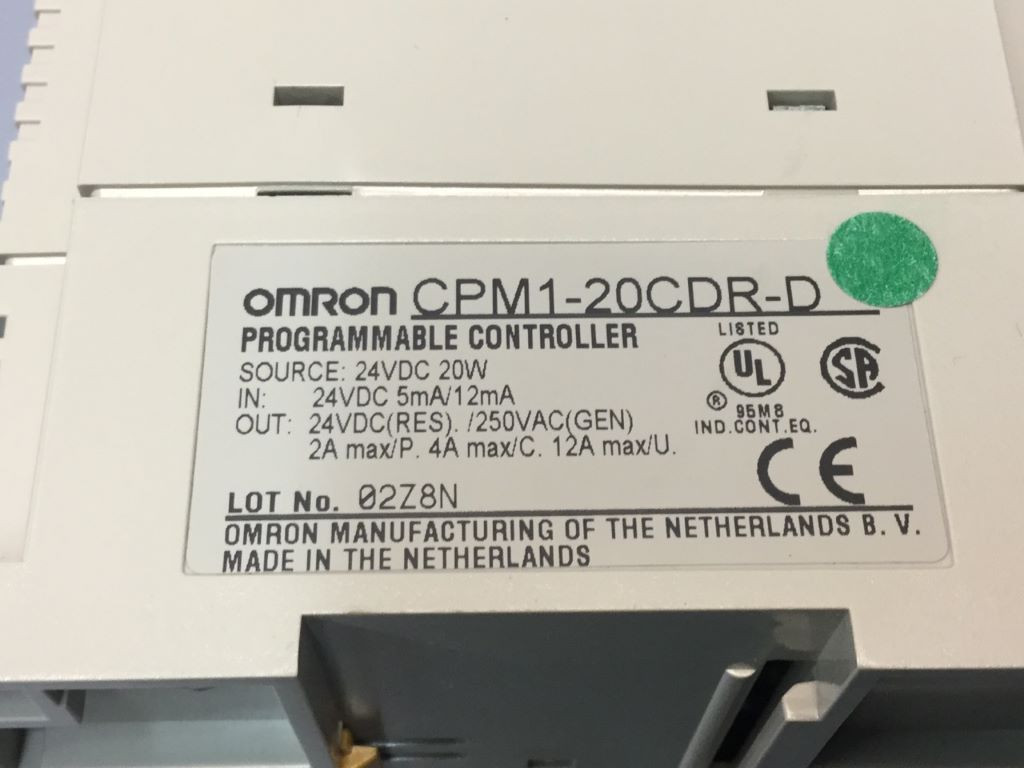 OMRON CPM1-20CDR-D
PROGRAMMABLE CONTROLLER
SOURCE: 24VDC 20W
IN: 24VDC 5mA/12mA
OUT: 24VDC(RES). /250VAC(GEN)
2A max/P. 4A max/C. 12A max/U.
LISTED
UL
SA
® 95M8
IND.CONT.EQ.
CE
LOT No. 02Z8N
OMRON MANUFACTURING OF THE NETHERLANDS B. V.
MADE IN THE NETHERLANDS